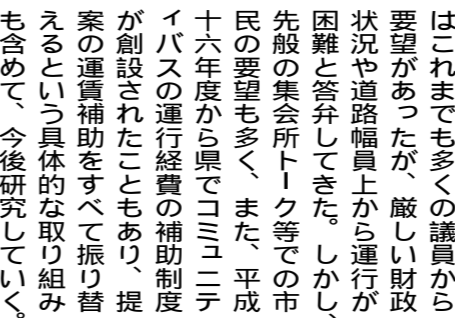 はこれまでも多くの議員から
要望があったが、厳しい財政
状況や道路幅員上から運行が
困難と答弁してきた。しかし、
先般の集会所トーク等での市
民の要望も多く、また、平成
十六年度から県でコミュニテ
ィバスの運行経費の補助制度
が創設されたこともあり、提
案の運賃補助をすべて振り替
えるという具体的な取り組み
も含めて、今後研究していく。